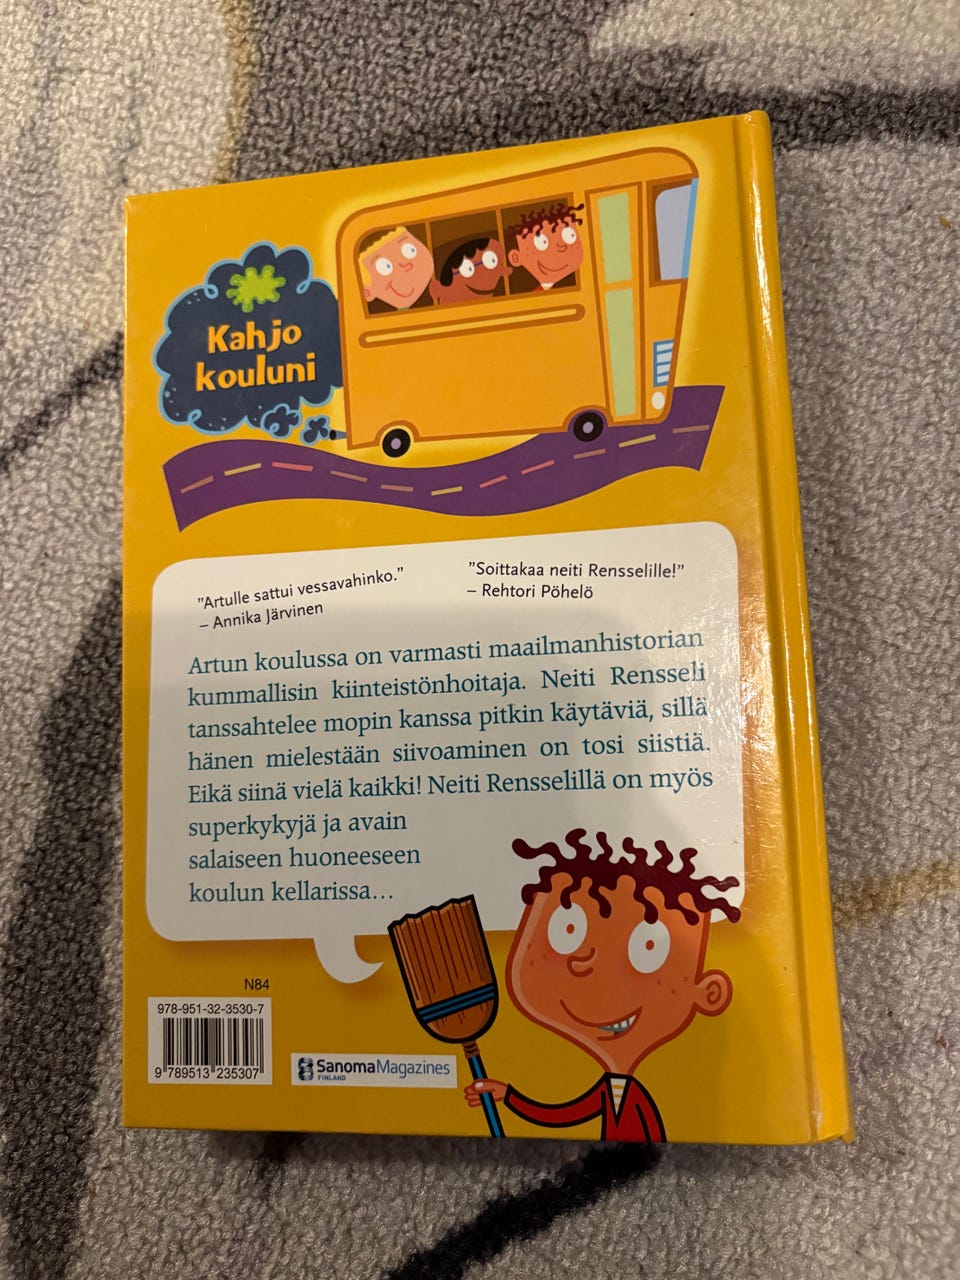 Kahjo
kouluni
"Artulle sattui vessavahinko."
– Annika Järvinen
"Soittakaa neiti Rensselille!"
– Rehtori Pöhelö
Artun koulussa on varmasti maailmanhistorian
kummallisin kiinteistönhoitaja. Neiti Rensseli
tanssahtelee mopin kanssa pitkin käytäviä, sillä
hänen mielestään siivoaminen on tosi siistiä.
Eikä siinä vielä kaikki! Neiti Rensselillä on myös
superkykyjä ja avain
salaiseen huoneeseen
koulun kellarissa...
N84
978-951-32-3530-7
9 789513 235307
SanomaMagazines
FINLAND